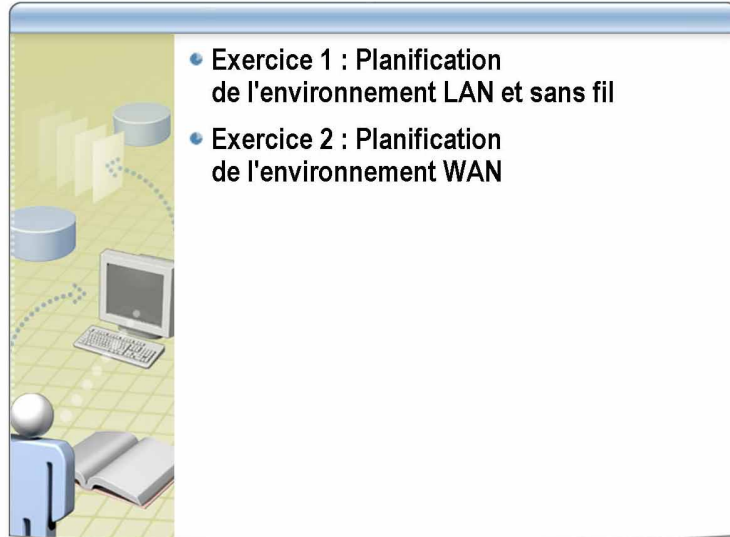 Exercice 1 : Planification
de l'environnement LAN et sans fil
Exercice 2 : Planification
de l'environnement WAN